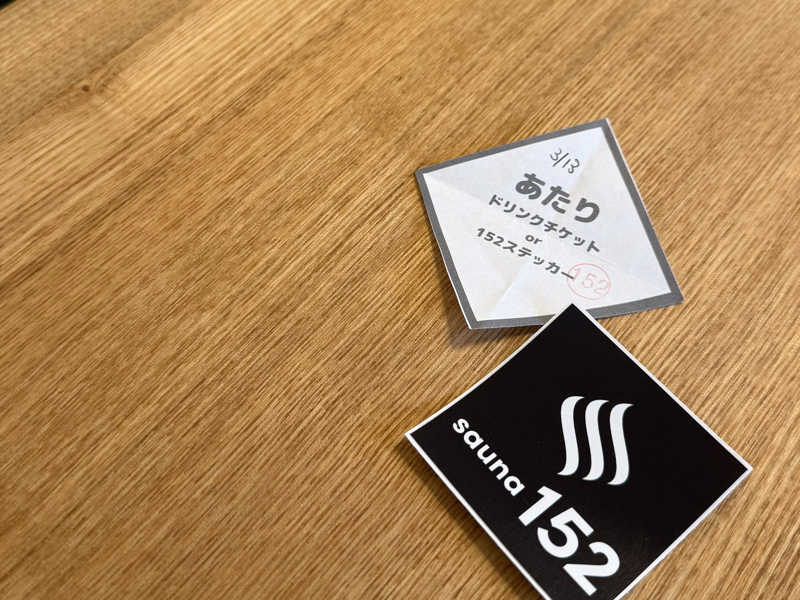 3/13
あたり
ドリンクチケット
or
152ステッカー
152
sauna
152